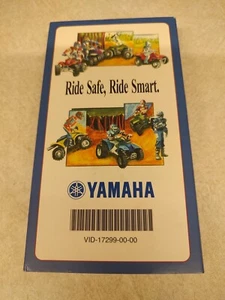 Ride Safe, Ride Smart.
YAMAHA
VID-17299-00-00